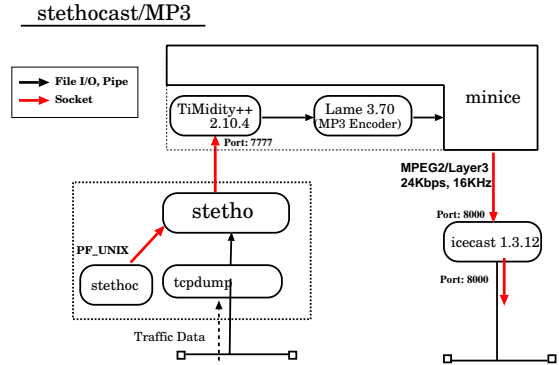 stethocast/MP3
File I/O, Pipe
Socket
TiMidity++
2.10.4
Lame 3.70
(MP3 Encoder)
minice
Port: 7777
MPEG2/Layer3
24Kbps, 16KHz
stetho
Port: 8000
PF_UNIX
icecast 1.3.12
stethoc
tcpdump
Port: 8000
Traffic Data